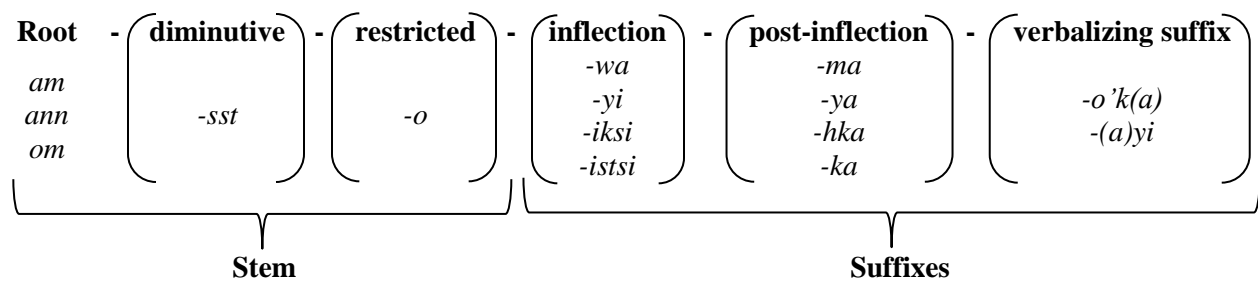 Root - diminutive - restricted - inflection - post-inflection - verbalizing suffix
-wa -ma
am -yi -ya -o'k(a)
ann -sst -o -iksi -hka -(a)yi
om -istsi -ka
Stem Suffixes